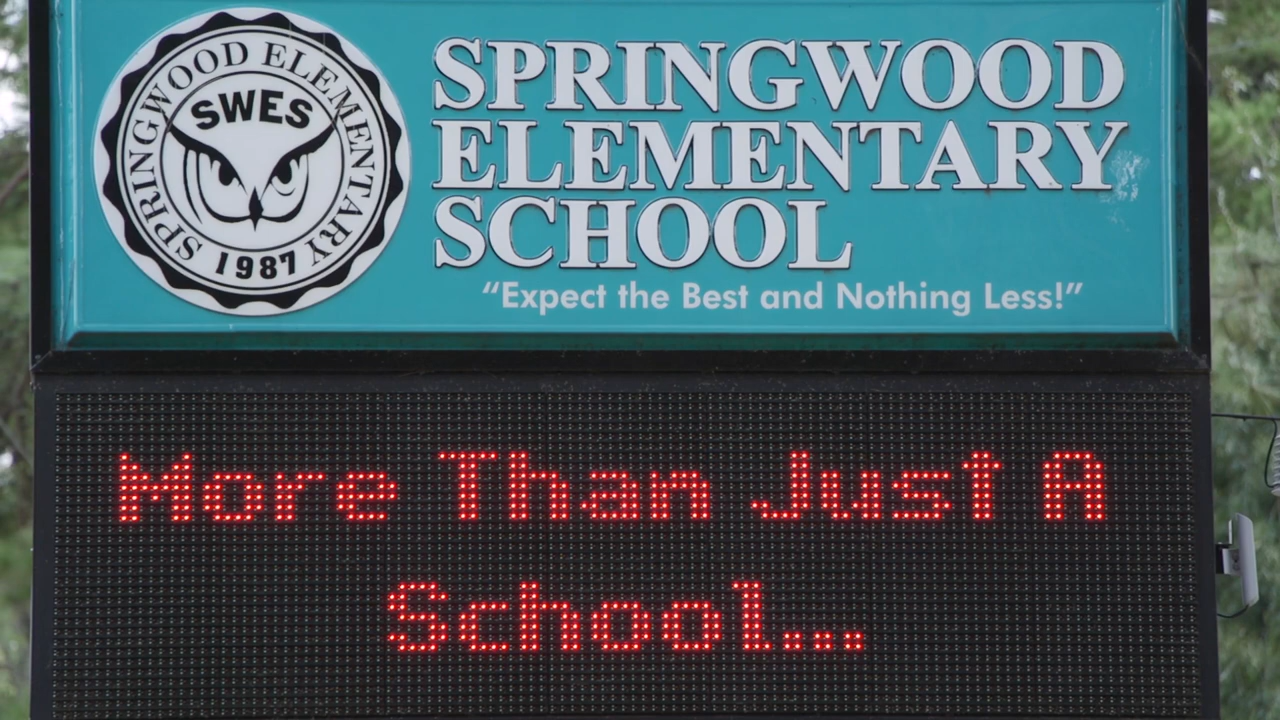 SPRINGWOOD ELEMENTARY
SWES
1987
SPRINGWOOD
ELEMENTARY
SCHOOL
“Expect the Best and Nothing Less!”
More Than Just A
School...